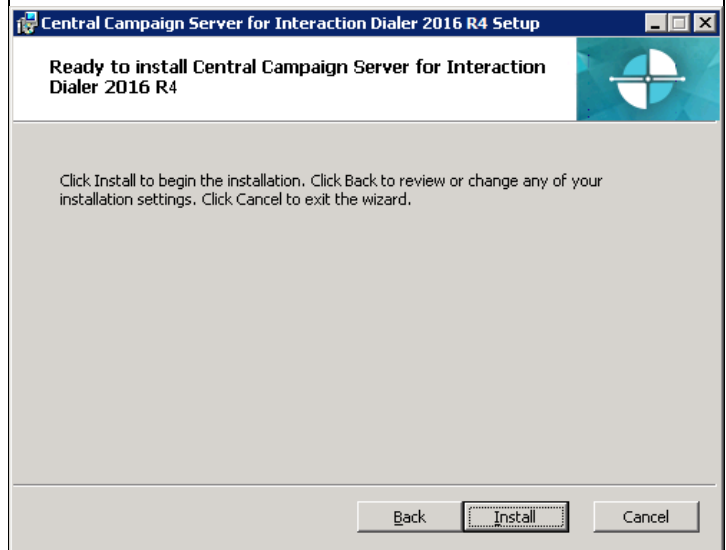 Central Campaign Server for Interaction Dialer 2016 R4 Setup
Ready to install Central Campaign Server for Interaction
Dialer 2016 R4
Click Install to begin the installation. Click Back to review or change any of your
installation settings. Click Cancel to exit the wizard.
Back Install Cancel